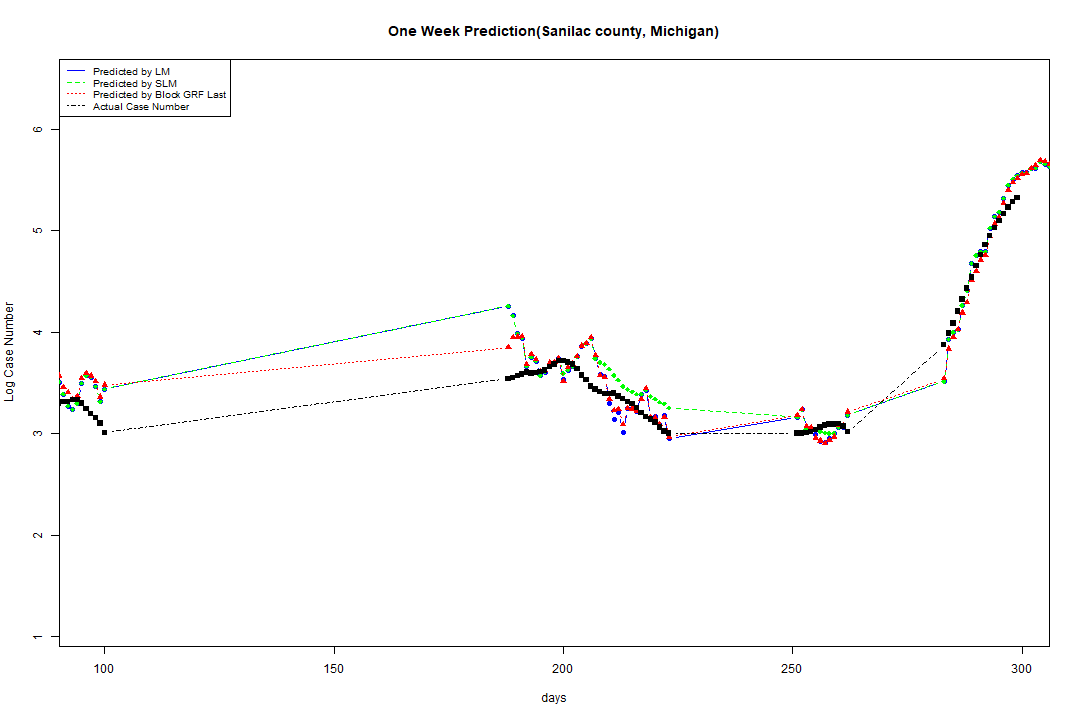 One Week Prediction(Sanilac county, Michigan)
Predicted by LM
Predicted by SLM
Predicted by Block GRF Last
Actual Case Number
Log Case Number
6
5
4
3
2
1
100 150 200 250 300
days